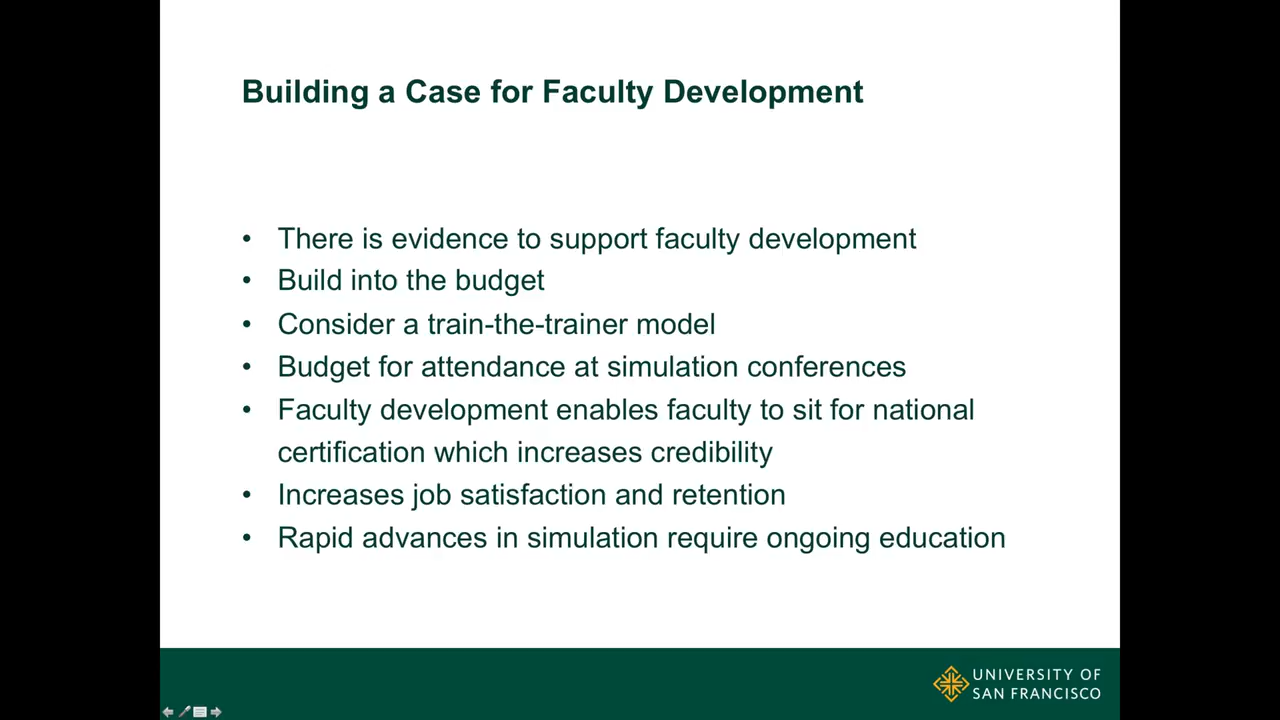 Building a Case for Faculty Development
• There is evidence to support faculty development
• Build into the budget
• Consider a train-the-trainer model
• Budget for attendance at simulation conferences
• Faculty development enables faculty to sit for national
certification which increases credibility
• Increases job satisfaction and retention
• Rapid advances in simulation require ongoing education
UNIVERSITY OF
SAN FRANCISCO